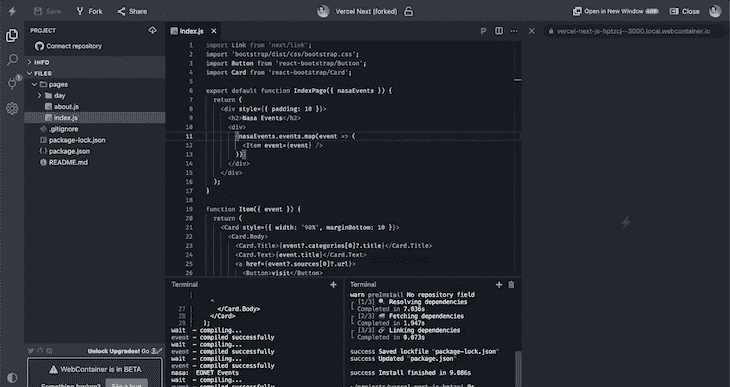 Save
Fork
Share
Vercel Next (forked)
Open in New Window
LIVE
Close
PROJECT
Connect repository
INFO
FILES
pages
day
about.js
index.js
.gitignore
package-lock.json
package.json
README.md
index.js
vercel-next-js-hptzcj--3000.local.webcontainer.io
1 import Link from 'next/link';
2 import 'bootstrap/dist/css/bootstrap.css';
3 import Button from 'react-bootstrap/Button';
4 import Card from 'react-bootstrap/Card';
5
6 export default function IndexPage({ nasaEvents }) {
7 return (
8 <div style={{ padding: 10 }}>
9 <h2>Nasa Events</h2>
10 <div>
11 {nasaEvents.events.map(event => (
12 <Item event={event} />
13 ))}
14 </div>
15 </div>
16 );
17 }
18
19 function Item({ event }) {
20 return (
21 <Card style={{ width: '90%', marginBottom: 10 }}>
22 <Card.Body>
23 <Card.Title>{event?.categories[0]?.title}</Card.Title>
24 <Card.Text>{event.title}</Card.Text>
25 <a href={event?.sources[0]?.url}>
26 <Button>visit</Button>
Terminal
27 </Card.Body>
28 </Card>
29 );
wait - compiling...
event - compiled successfully
wait - compiling...
event - compiled successfully
wait - compiling...
event - compiled successfully
nasa: EONET Events
wait - compiling...
event - compiled successfully
Terminal
warn preInstall No repository field
[1/3] Resolving dependencies
Completed in 7.036s
[2/3] Fetching dependencies
Completed in 1.947s
[3/3] Linking dependencies
Completed in 0.073s
success Saved lockfile "package-lock.json"
success Updated "package.json"
success Install finished in 9.086s
Unlock Upgrades! Go
WebContainer is in BETA
Something broken? File a bug